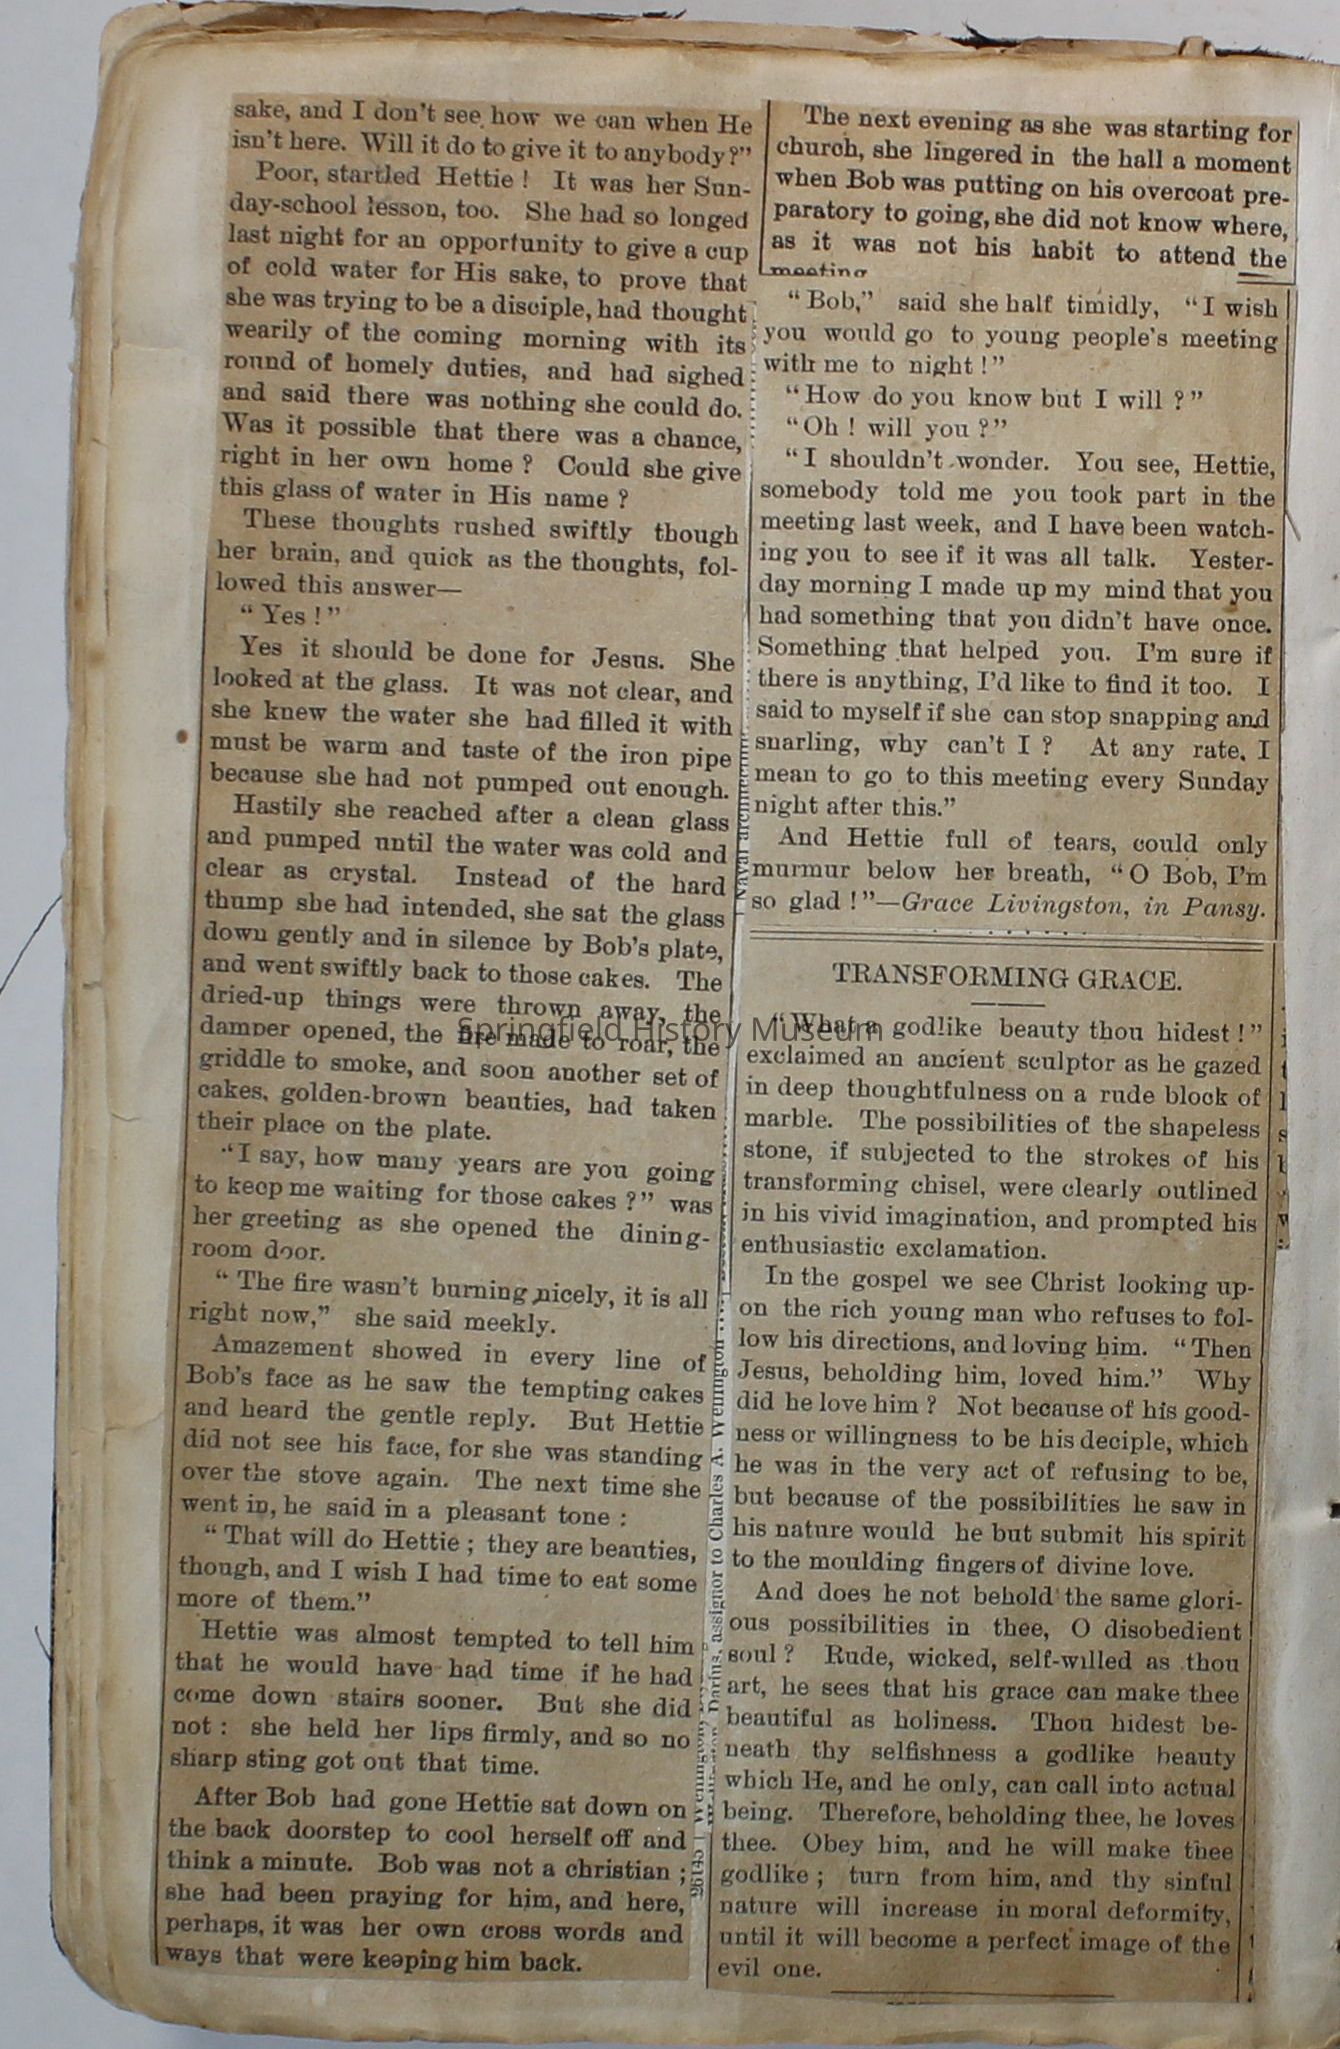 sake, and I don't see how we can when He
isn't here. Will it do to give it to anybody?"
Poor, startled Hettie! It was her Sun-
day-school lesson, too. She had so longed
last night for an opportunity to give a cup
of cold water for His sake, to prove that
she was trying to be a disciple, had thought
wearily of the coming morning with its
round of homely duties, and had sighed
and said there was nothing she could do.
Was it possible that there was a chance,
right in her own home? Could she give
this glass of water in His name?
These thoughts rushed swiftly though
her brain, and quick as the thoughts, fol-
lowed this answer—
"Yes!"
Yes it should be done for Jesus. She
looked at the glass. It was not clear, and
she knew the water she had filled it with
must be warm and taste of the iron pipe
because she had not pumped out enough.
Hastily she reached after a clean glass
and pumped until the water was cold and
clear as crystal. Instead of the hard
thump she had intended, she sat the glass
down gently and in silence by Bob's plate,
and went swiftly back to those cakes. The
dried-up things were thrown away, the
damper opened, the fire made to roar, the
griddle to smoke, and soon another set of
cakes, golden-brown beauties, had taken
their place on the plate.
"I say, how many years are you going
to keep me waiting for those cakes?" was
her greeting as she opened the dining-
room door.
"The fire wasn't burning nicely, it is all
right now," she said meekly.
Amazement showed in every line of
Bob's face as he saw the tempting cakes
and heard the gentle reply. But Hettie
did not see his face, for she was standing
over the stove again. The next time she
went in, he said in a pleasant tone:
"That will do Hettie; they are beauties,
though, and I wish I had time to eat some
more of them."
Hettie was almost tempted to tell him
that he would have had time if he had
come down stairs sooner. But she did
not: she held her lips firmly, and so no
sharp sting got out that time.
After Bob had gone Hettie sat down on
the back doorstep to cool herself off and
think a minute. Bob was not a christian;
she had been praying for him, and here,
perhaps, it was her own cross words and
ways that were keeping him back.
The next evening as she was starting for
church, she lingered in the hall a moment
when Bob was putting on his overcoat pre-
paratory to going, she did not know where,
as it was not his habit to attend the
meeting
"Bob," said she half timidly, "I wish
you would go to young people's meeting
with me to night!"
"How do you know but I will?"
"Oh! will you?"
"I shouldn't wonder. You see, Hettie,
somebody told me you took part in the
meeting last week, and I have been watch-
ing you to see if it was all talk. Yester-
day morning I made up my mind that you
had something that you didn't have once.
Something that helped you. I'm sure if
there is anything, I'd like to find it too. I
said to myself if she can stop snapping and
snarling, why can't I? At any rate, I
mean to go to this meeting every Sunday
night after this."
And Hettie full of tears, could only
murmur below her breath, "O Bob, I'm
so glad!"—Grace Livingston, in Pansy.
TRANSFORMING GRACE.
"What a godlike beauty thou hidest!"
exclaimed an ancient sculptor as he gazed
in deep thoughtfulness on a rude block of
marble. The possibilities of the shapeless
stone, if subjected to the strokes of his
transforming chisel, were clearly outlined
in his vivid imagination, and prompted his
enthusiastic exclamation.
In the gospel we see Christ looking up-
on the rich young man who refuses to fol-
low his directions, and loving him. "Then
Jesus, beholding him, loved him." Why
did he love him? Not because of his good-
ness or willingness to be his deciple, which
he was in the very act of refusing to be,
but because of the possibilities he saw in
his nature would he but submit his spirit
to the moulding fingers of divine love.
And does he not behold the same glori-
ous possibilities in thee, O disobedient
soul? Rude, wicked, self-willed as thou
art, he sees that his grace can make thee
beautiful as holiness. Thou hidest be-
neath thy selfishness a godlike beauty
which He, and he only, can call into actual
being. Therefore, beholding thee, he loves
thee. Obey him, and he will make thee
godlike; turn from him, and thy sinful
nature will increase in moral deformity,
until it will become a perfect image of the
evil one.
assignor to Charles A. Wenington
Springfield History Museum